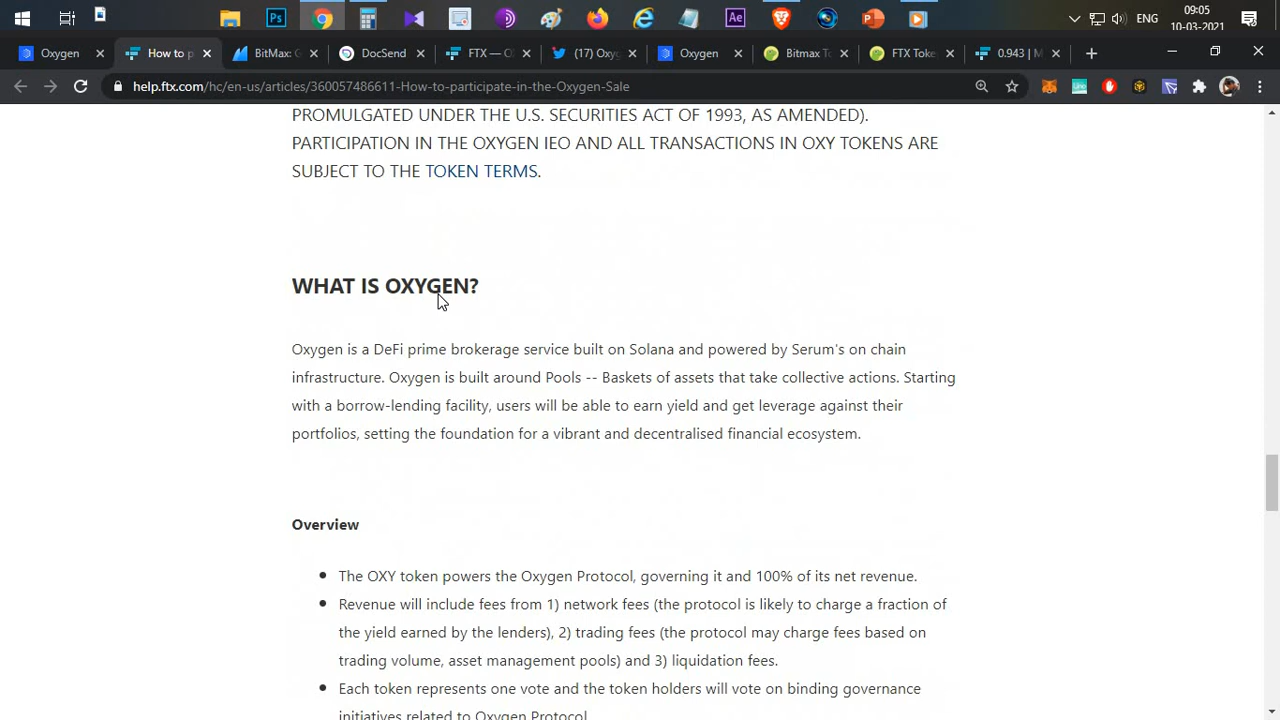 Ps
Ae
ENG
09:05
10-03-2021
Oxygen
How to p
BitMax: G
DocSend
FTX — C
(17) Oxyg
Oxygen
Bitmax To
FTX Toke
0.943 | M
help.ftx.com/hc/en-us/articles/360057486611-How-to-participate-in-the-Oxygen-Sale
PROMULGATED UNDER THE U.S. SECURITIES ACT OF 1993, AS AMENDED).
PARTICIPATION IN THE OXYGEN IEO AND ALL TRANSACTIONS IN OXY TOKENS ARE
SUBJECT TO THE TOKEN TERMS.
WHAT IS OXYGEN?
Oxygen is a DeFi prime brokerage service built on Solana and powered by Serum's on chain
infrastructure. Oxygen is built around Pools -- Baskets of assets that take collective actions. Starting
with a borrow-lending facility, users will be able to earn yield and get leverage against their
portfolios, setting the foundation for a vibrant and decentralised financial ecosystem.
Overview
The OXY token powers the Oxygen Protocol, governing it and 100% of its net revenue.
Revenue will include fees from 1) network fees (the protocol is likely to charge a fraction of
the yield earned by the lenders), 2) trading fees (the protocol may charge fees based on
trading volume, asset management pools) and 3) liquidation fees.
Each token represents one vote and the token holders will vote on binding governance
initiatives related to Oxygen Protocol